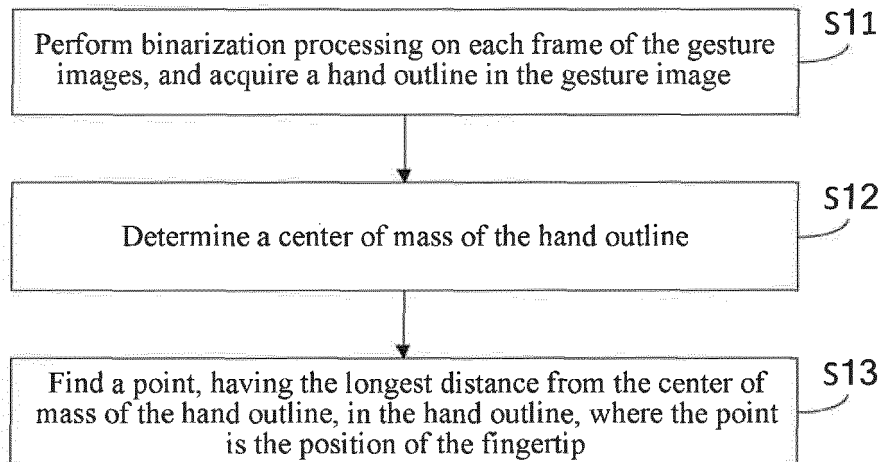 Perform binarization processing on each frame of the gesture
images, and acquire a hand outline in the gesture image
S11
Determine a center of mass of the hand outline
S12
Find a point, having the longest distance from the center of
mass of the hand outline, in the hand outline, where the point
is the position of the fingertip
S13